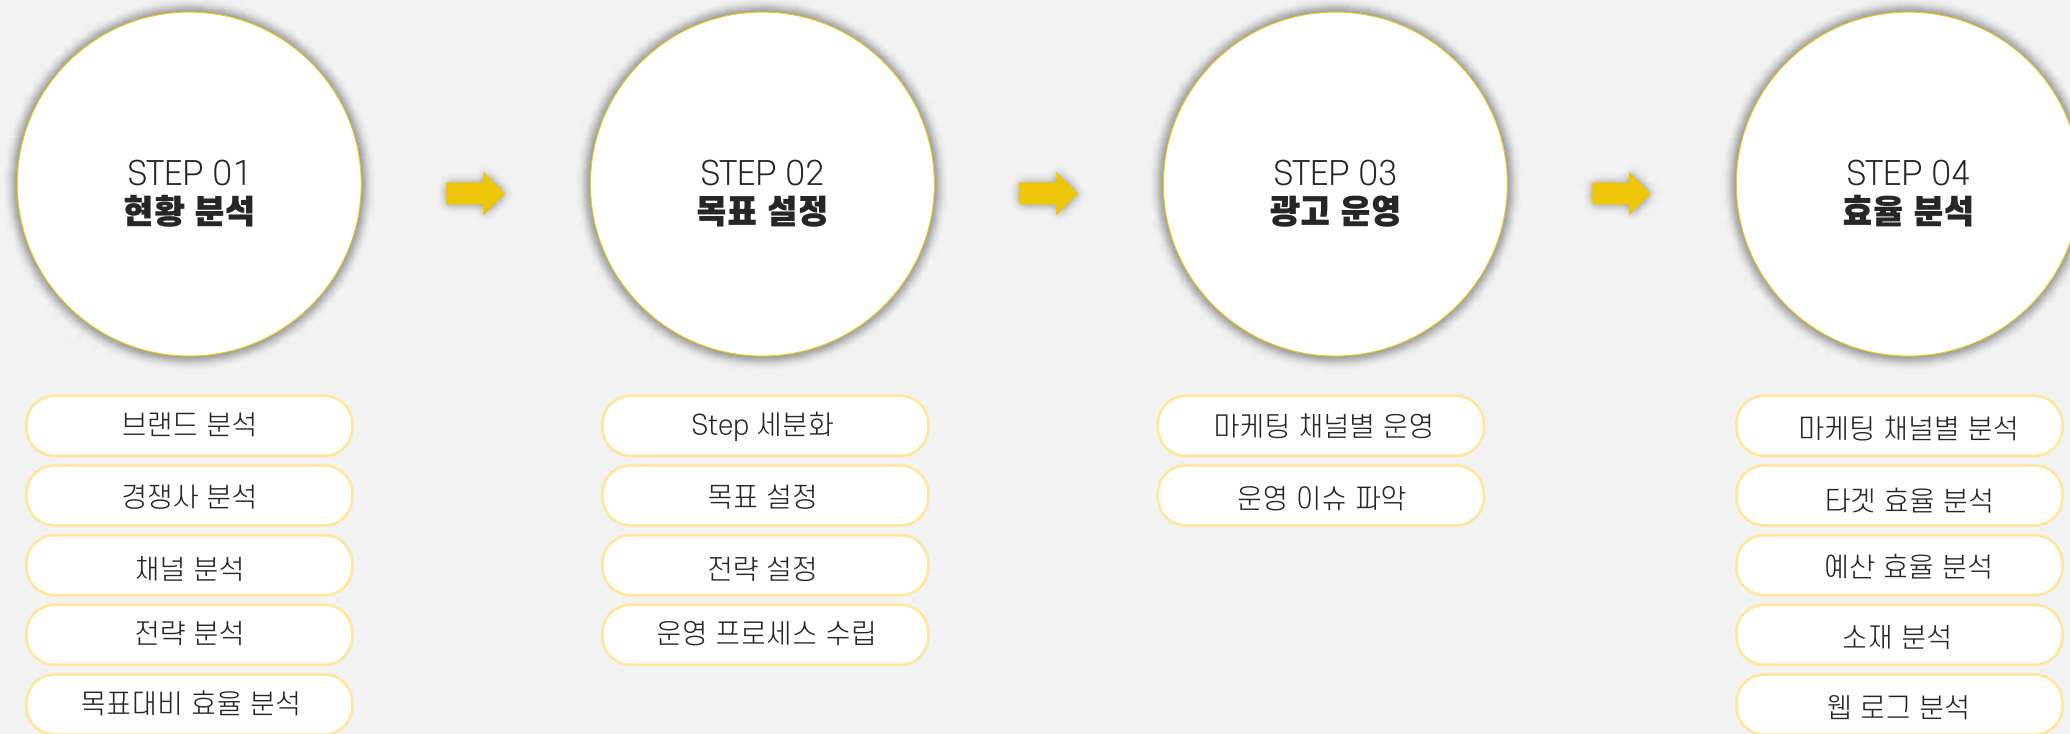 STEP 01
현황 분석
STEP 02
목표 설정
STEP 03
광고 운영
STEP 04
효율 분석
브랜드 분석
경쟁사 분석
채널 분석
전략 분석
목표대비 효율 분석
Step 세분화
목표 설정
전략 설정
운영 프로세스 수립
마케팅 채널별 운영
운영 이슈 파악
마케팅 채널별 분석
타겟 효율 분석
예산 효율 분석
소재 분석
웹 로그 분석